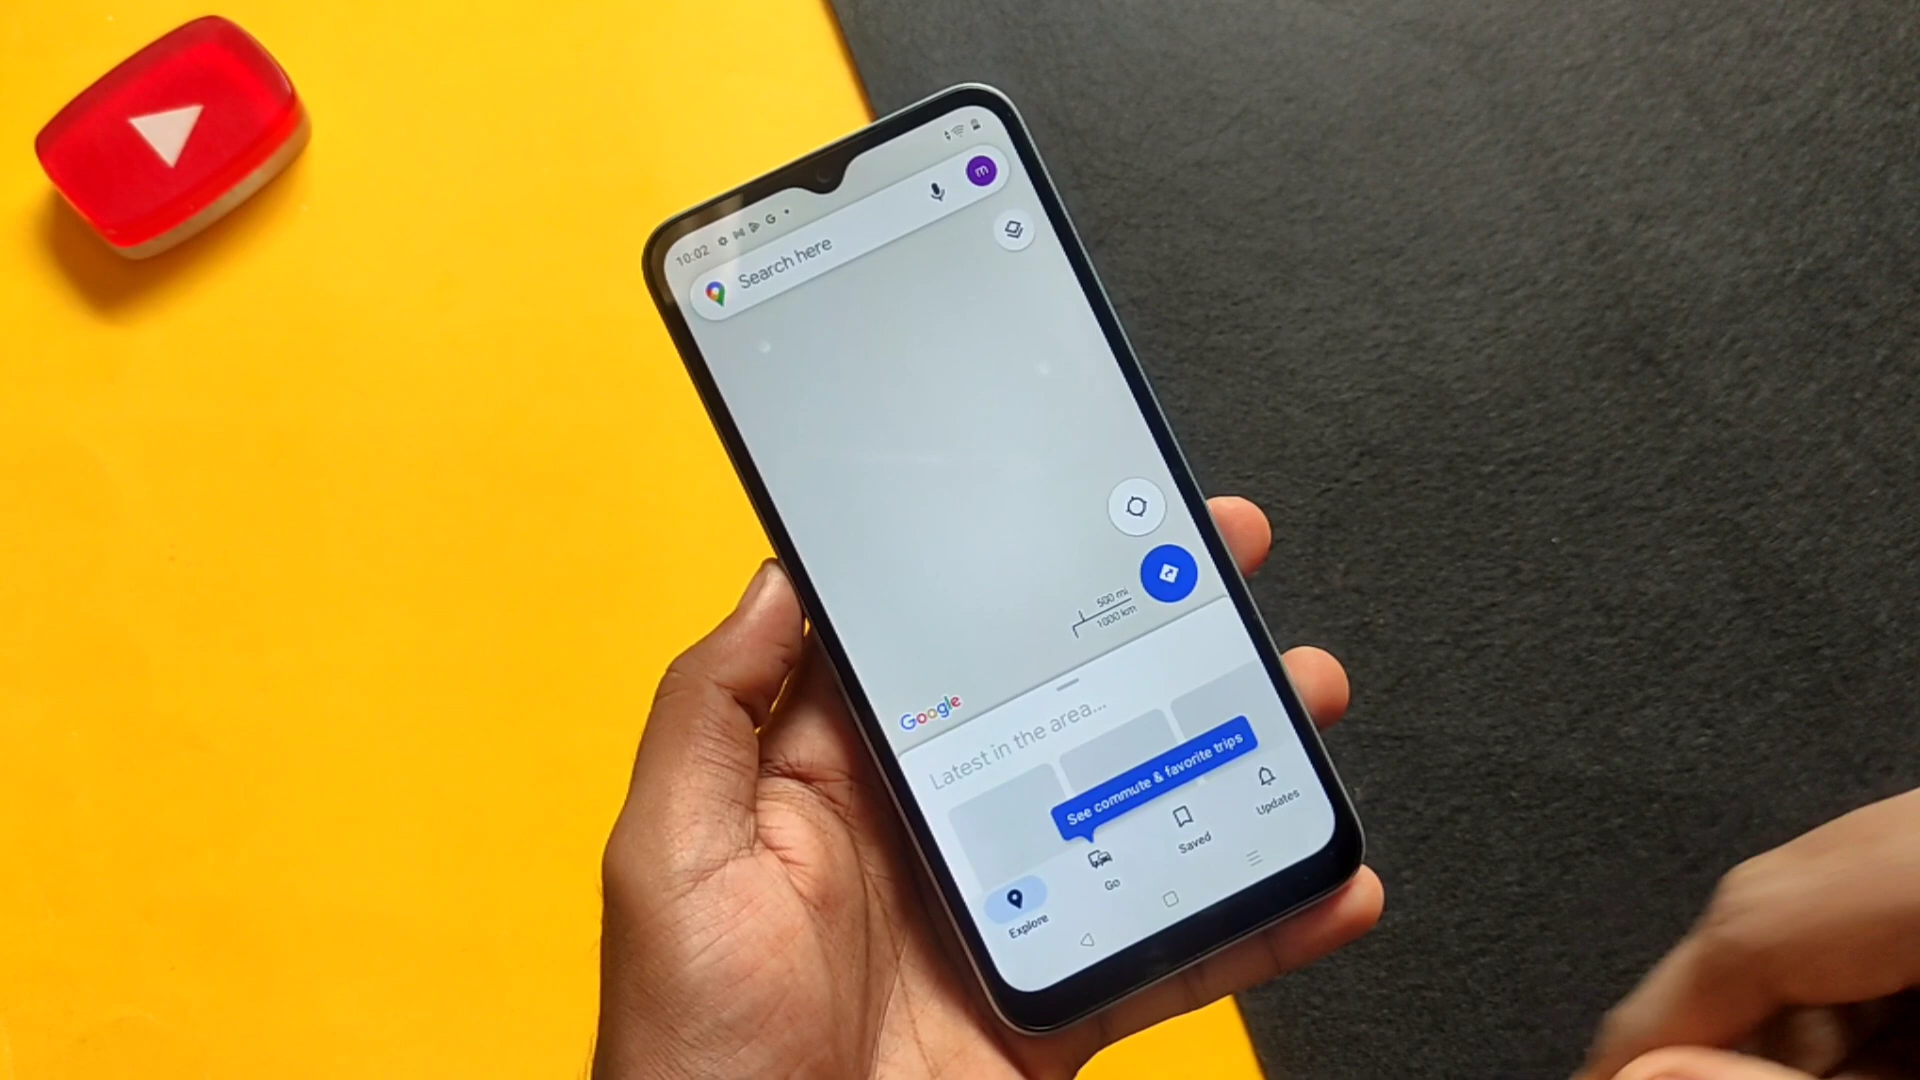 10:02
G
m
Search here
500 mi
1000 km
Google
Latest in the area...
See commute & favorite trips
Explore
Go
Saved
Updates